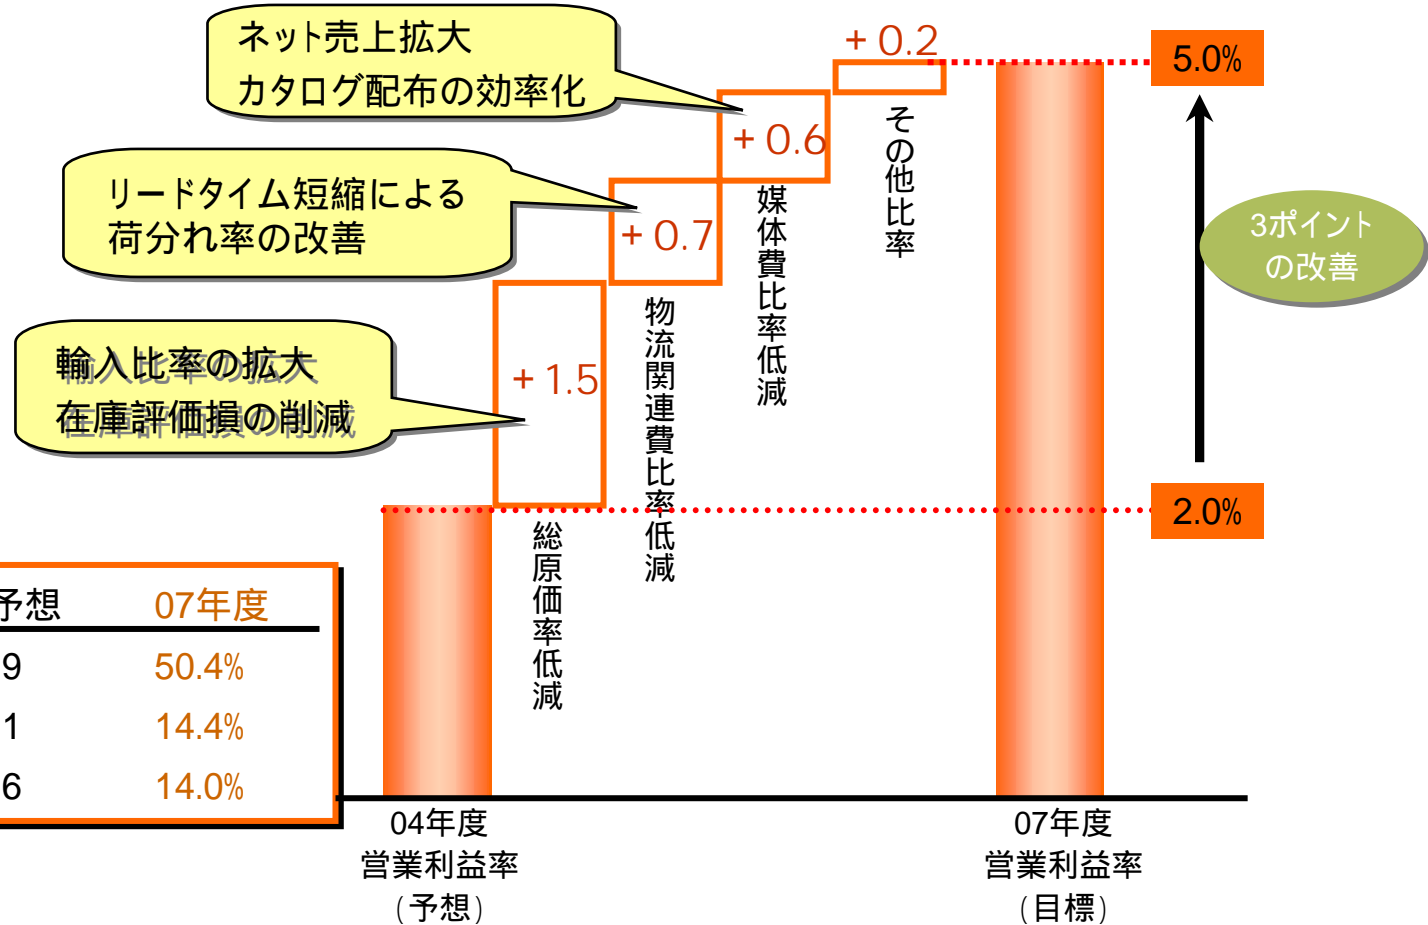 ネット売上拡大
カタログ配布の効率化
リードタイム短縮による
荷分れ率の改善
輸入比率の拡大
在庫評価損の削減
+ 0.2
+ 0.6
+ 0.7
+ 1.5
その他比率
媒体費比率低減
物流関連費比率低減
総原価率低減
5.0%
3ポイント
の改善
2.0%
予想 07年度
9 50.4%
1 14.4%
6 14.0%
04年度
営業利益率
(予想)
07年度
営業利益率
(目標)